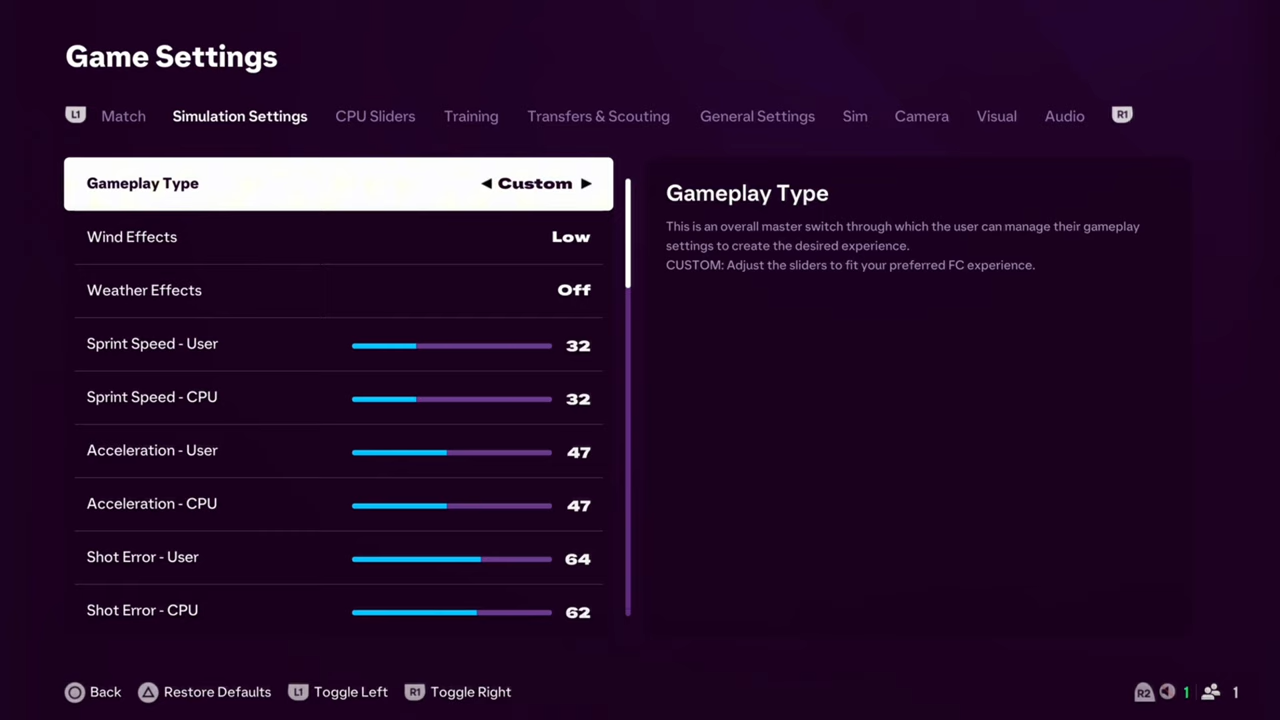 Game Settings
L1 Match Simulation Settings CPU Sliders Training Transfers & Scouting General Settings Sim Camera Visual Audio R1
Gameplay Type Custom
Wind Effects Low
Weather Effects Off
Sprint Speed - User 32
Sprint Speed - CPU 32
Acceleration - User 47
Acceleration - CPU 47
Shot Error - User 64
Shot Error - CPU 62
Gameplay Type
This is an overall master switch through which the user can manage their gameplay
settings to create the desired experience.
CUSTOM: Adjust the sliders to fit your preferred FC experience.
Back Restore Defaults L1 Toggle Left R1 Toggle Right
R2 1 1